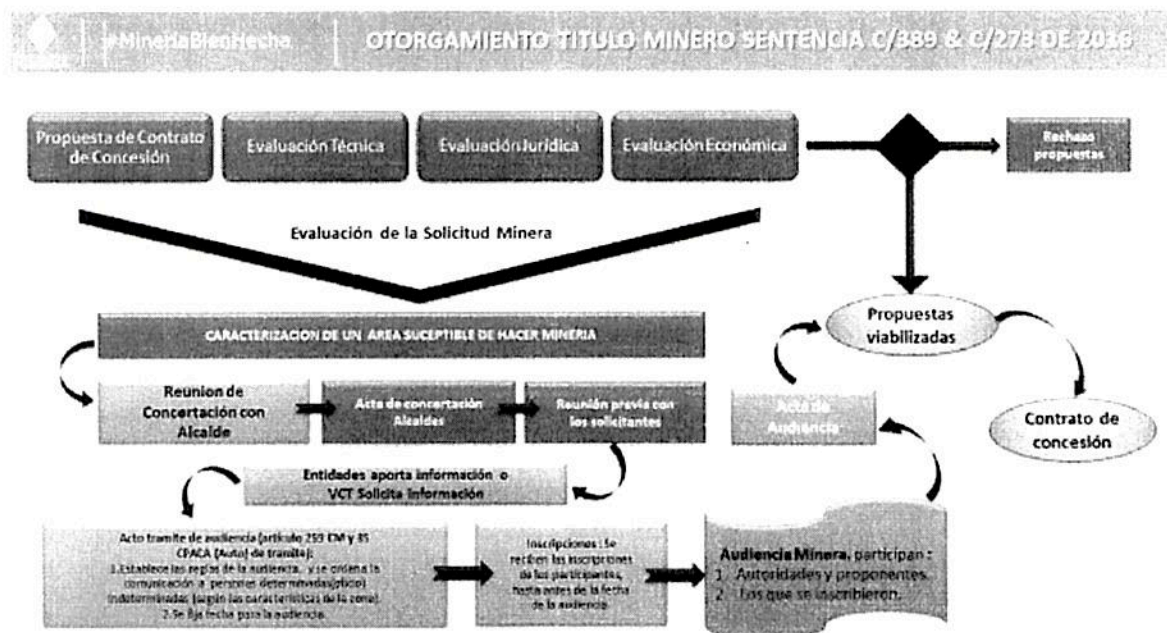 #MineríaBienHecha
OTORGAMIENTO TITULO MINERO SENTENCIA C/389 & C/273 DE 2016
Propuesta de Contrato
de Concesión
Evaluación Técnica
Evaluación Jurídica
Evaluación Económica
Rechazo
propuestas
Evaluación de la Solicitud Minera
CARACTERIZACION DE UN AREA SUCEPTIBLE DE HACER MINERIA
Propuestas
viabilizadas
Reunion de
Concertación con
Alcalde
Acta de concertación
Alcaldes
Reunión previa con
los solicitantes
Acta de
Audiencia
Contrato de
concesión
Entidades aporta información o
VCT Solicita información
Acto tramite de audiencia (artículo 259 CM y 35
CPACA (Auto) de tramite):
1.Establece las reglas de la audiencia, y se ordena la
comunicación a personas determinadas
indeterminadas (según las características de la zona).
2.Se fija fecha para la audiencia.
Inscripciones : Se
reciben las inscripciones
de los participantes,
hasta antes de la fecha
de la audiencia.
Audiencia Minera, participan :
1. Autoridades y proponentes.
2. Los que se inscribieron.